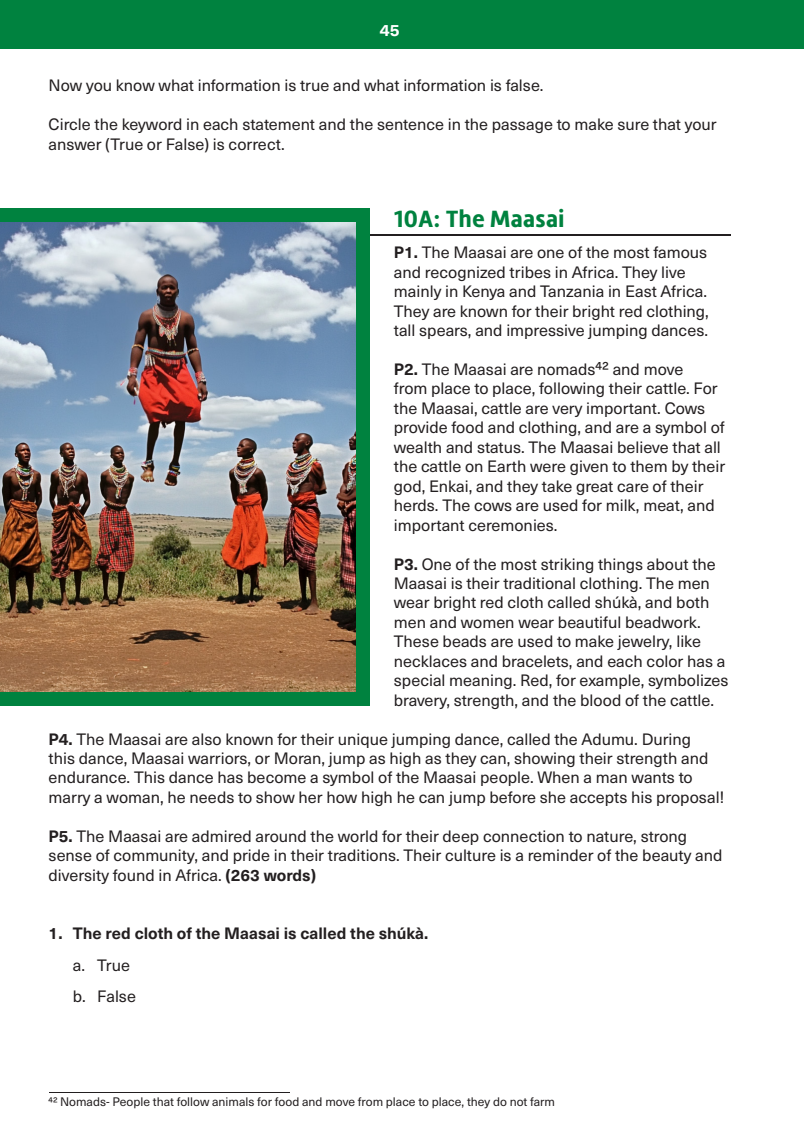 45
Now you know what information is true and what information is false.
Circle the keyword in each statement and the sentence in the passage to make sure that your
answer (True or False) is correct.
10A: The Maasai
P1. The Maasai are one of the most famous
and recognized tribes in Africa. They live
mainly in Kenya and Tanzania in East Africa.
They are known for their bright red clothing,
tall spears, and impressive jumping dances.
P2. The Maasai are nomads⁴² and move
from place to place, following their cattle. For
the Maasai, cattle are very important. Cows
provide food and clothing, and are a symbol of
wealth and status. The Maasai believe that all
the cattle on Earth were given to them by their
god, Enkai, and they take great care of their
herds. The cows are used for milk, meat, and
important ceremonies.
P3. One of the most striking things about the
Maasai is their traditional clothing. The men
wear bright red cloth called shúkà, and both
men and women wear beautiful beadwork.
These beads are used to make jewelry, like
necklaces and bracelets, and each color has a
special meaning. Red, for example, symbolizes
bravery, strength, and the blood of the cattle.
P4. The Maasai are also known for their unique jumping dance, called the Adumu. During
this dance, Maasai warriors, or Moran, jump as high as they can, showing their strength and
endurance. This dance has become a symbol of the Maasai people. When a man wants to
marry a woman, he needs to show her how high he can jump before she accepts his proposal!
P5. The Maasai are admired around the world for their deep connection to nature, strong
sense of community, and pride in their traditions. Their culture is a reminder of the beauty and
diversity found in Africa. (263 words)
1. The red cloth of the Maasai is called the shúkà.
a. True
b. False
⁴² Nomads- People that follow animals for food and move from place to place, they do not farm